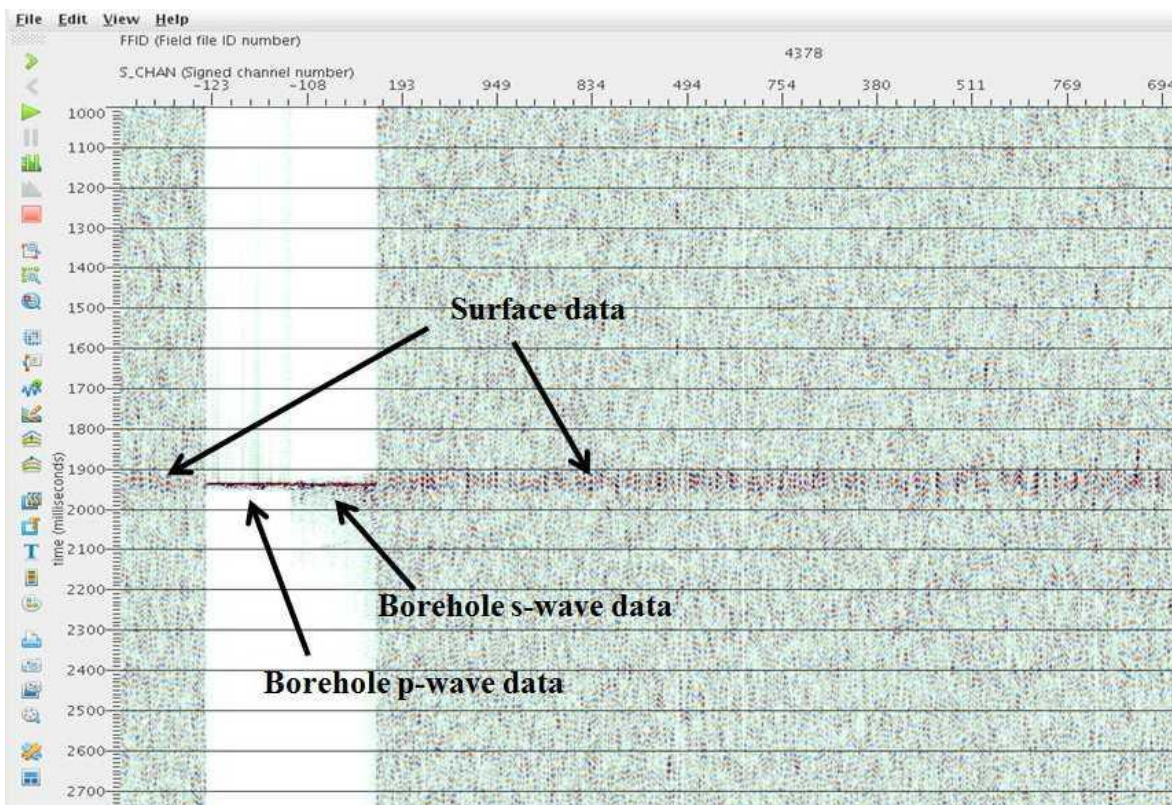 File Edit View Help
FFID (Field file ID number)
4378
S_CHAN (Signed channel number)
-123 -108 193 949 834 494 754 380 511 769 694
1000
1100
1200
1300
1400
1500
Surface data
1600
1700
1800
1900
2000
2100
2200
Borehole s-wave data
2300
2400
Borehole p-wave data
2500
2600
2700
time (milliseconds)
T